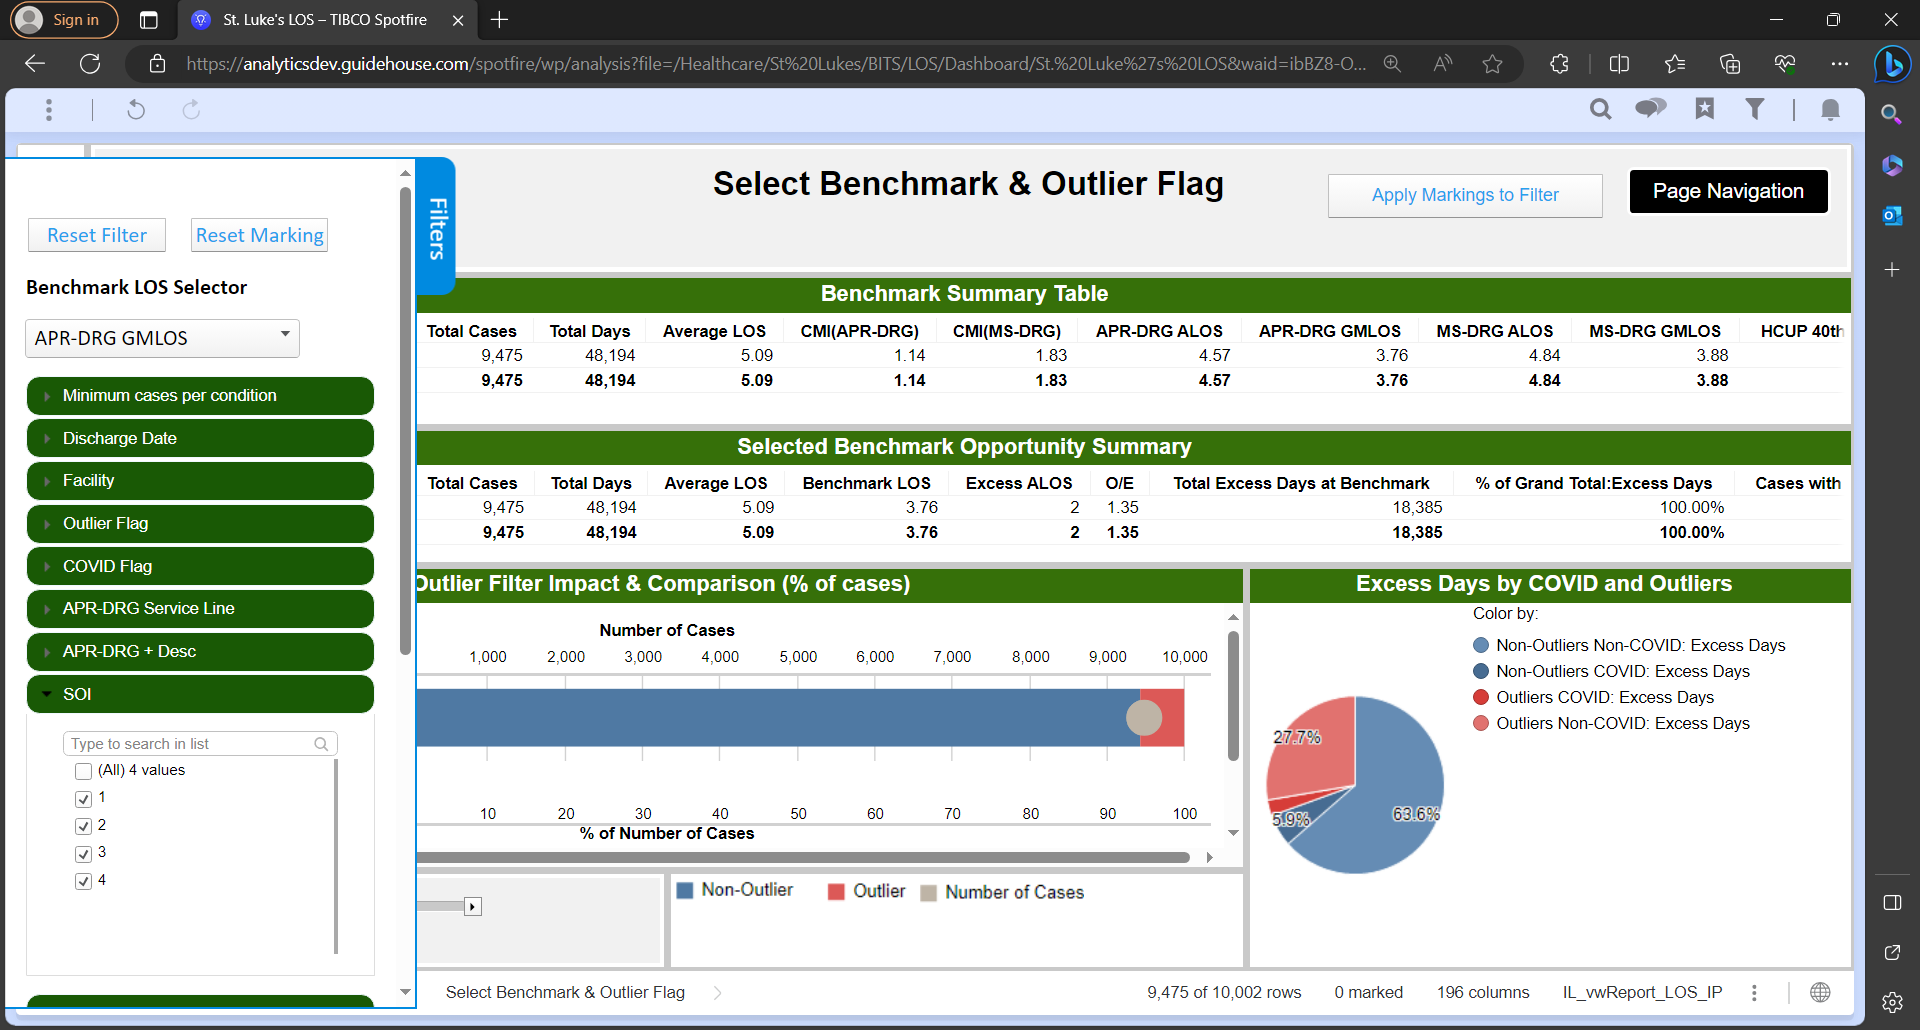 Sign in
St. Luke's LOS – TIBCO Spotfire
https://analyticsdev.guidehouse.com/spotfire/wp/analysis?file=/Healthcare/St%20Lukes/BITS/LOS/Dashboard/St.%20Luke%27s%20LOS&waid=ibBZ8-O...
Select Benchmark & Outlier Flag
Apply Markings to Filter
Page Navigation
Filters
Reset Filter
Reset Marking
Benchmark LOS Selector
APR-DRG GMLOS
Minimum cases per condition
Discharge Date
Facility
Outlier Flag
COVID Flag
APR-DRG Service Line
APR-DRG + Desc
SOI
Type to search in list
(All) 4 values
1
2
3
4
Benchmark Summary Table
Total Cases Total Days Average LOS CMI(APR-DRG) CMI(MS-DRG) APR-DRG ALOS APR-DRG GMLOS MS-DRG ALOS MS-DRG GMLOS HCUP 40th
9,475 48,194 5.09 1.14 1.83 4.57 3.76 4.84 3.88
9,475 48,194 5.09 1.14 1.83 4.57 3.76 4.84 3.88
Selected Benchmark Opportunity Summary
Total Cases Total Days Average LOS Benchmark LOS Excess ALOS O/E Total Excess Days at Benchmark % of Grand Total:Excess Days Cases with
9,475 48,194 5.09 3.76 2 1.35 18,385 100.00%
9,475 48,194 5.09 3.76 2 1.35 18,385 100.00%
Outlier Filter Impact & Comparison (% of cases)
Number of Cases
1,000 2,000 3,000 4,000 5,000 6,000 7,000 8,000 9,000 10,000
10 20 30 40 50 60 70 80 90 100
% of Number of Cases
Non-Outlier Outlier Number of Cases
Excess Days by COVID and Outliers
Color by:
Non-Outliers Non-COVID: Excess Days
Non-Outliers COVID: Excess Days
Outliers COVID: Excess Days
Outliers Non-COVID: Excess Days
27.7%
5.9%
63.6%
Select Benchmark & Outlier Flag
9,475 of 10,002 rows 0 marked 196 columns IL_vwReport_LOS_IP